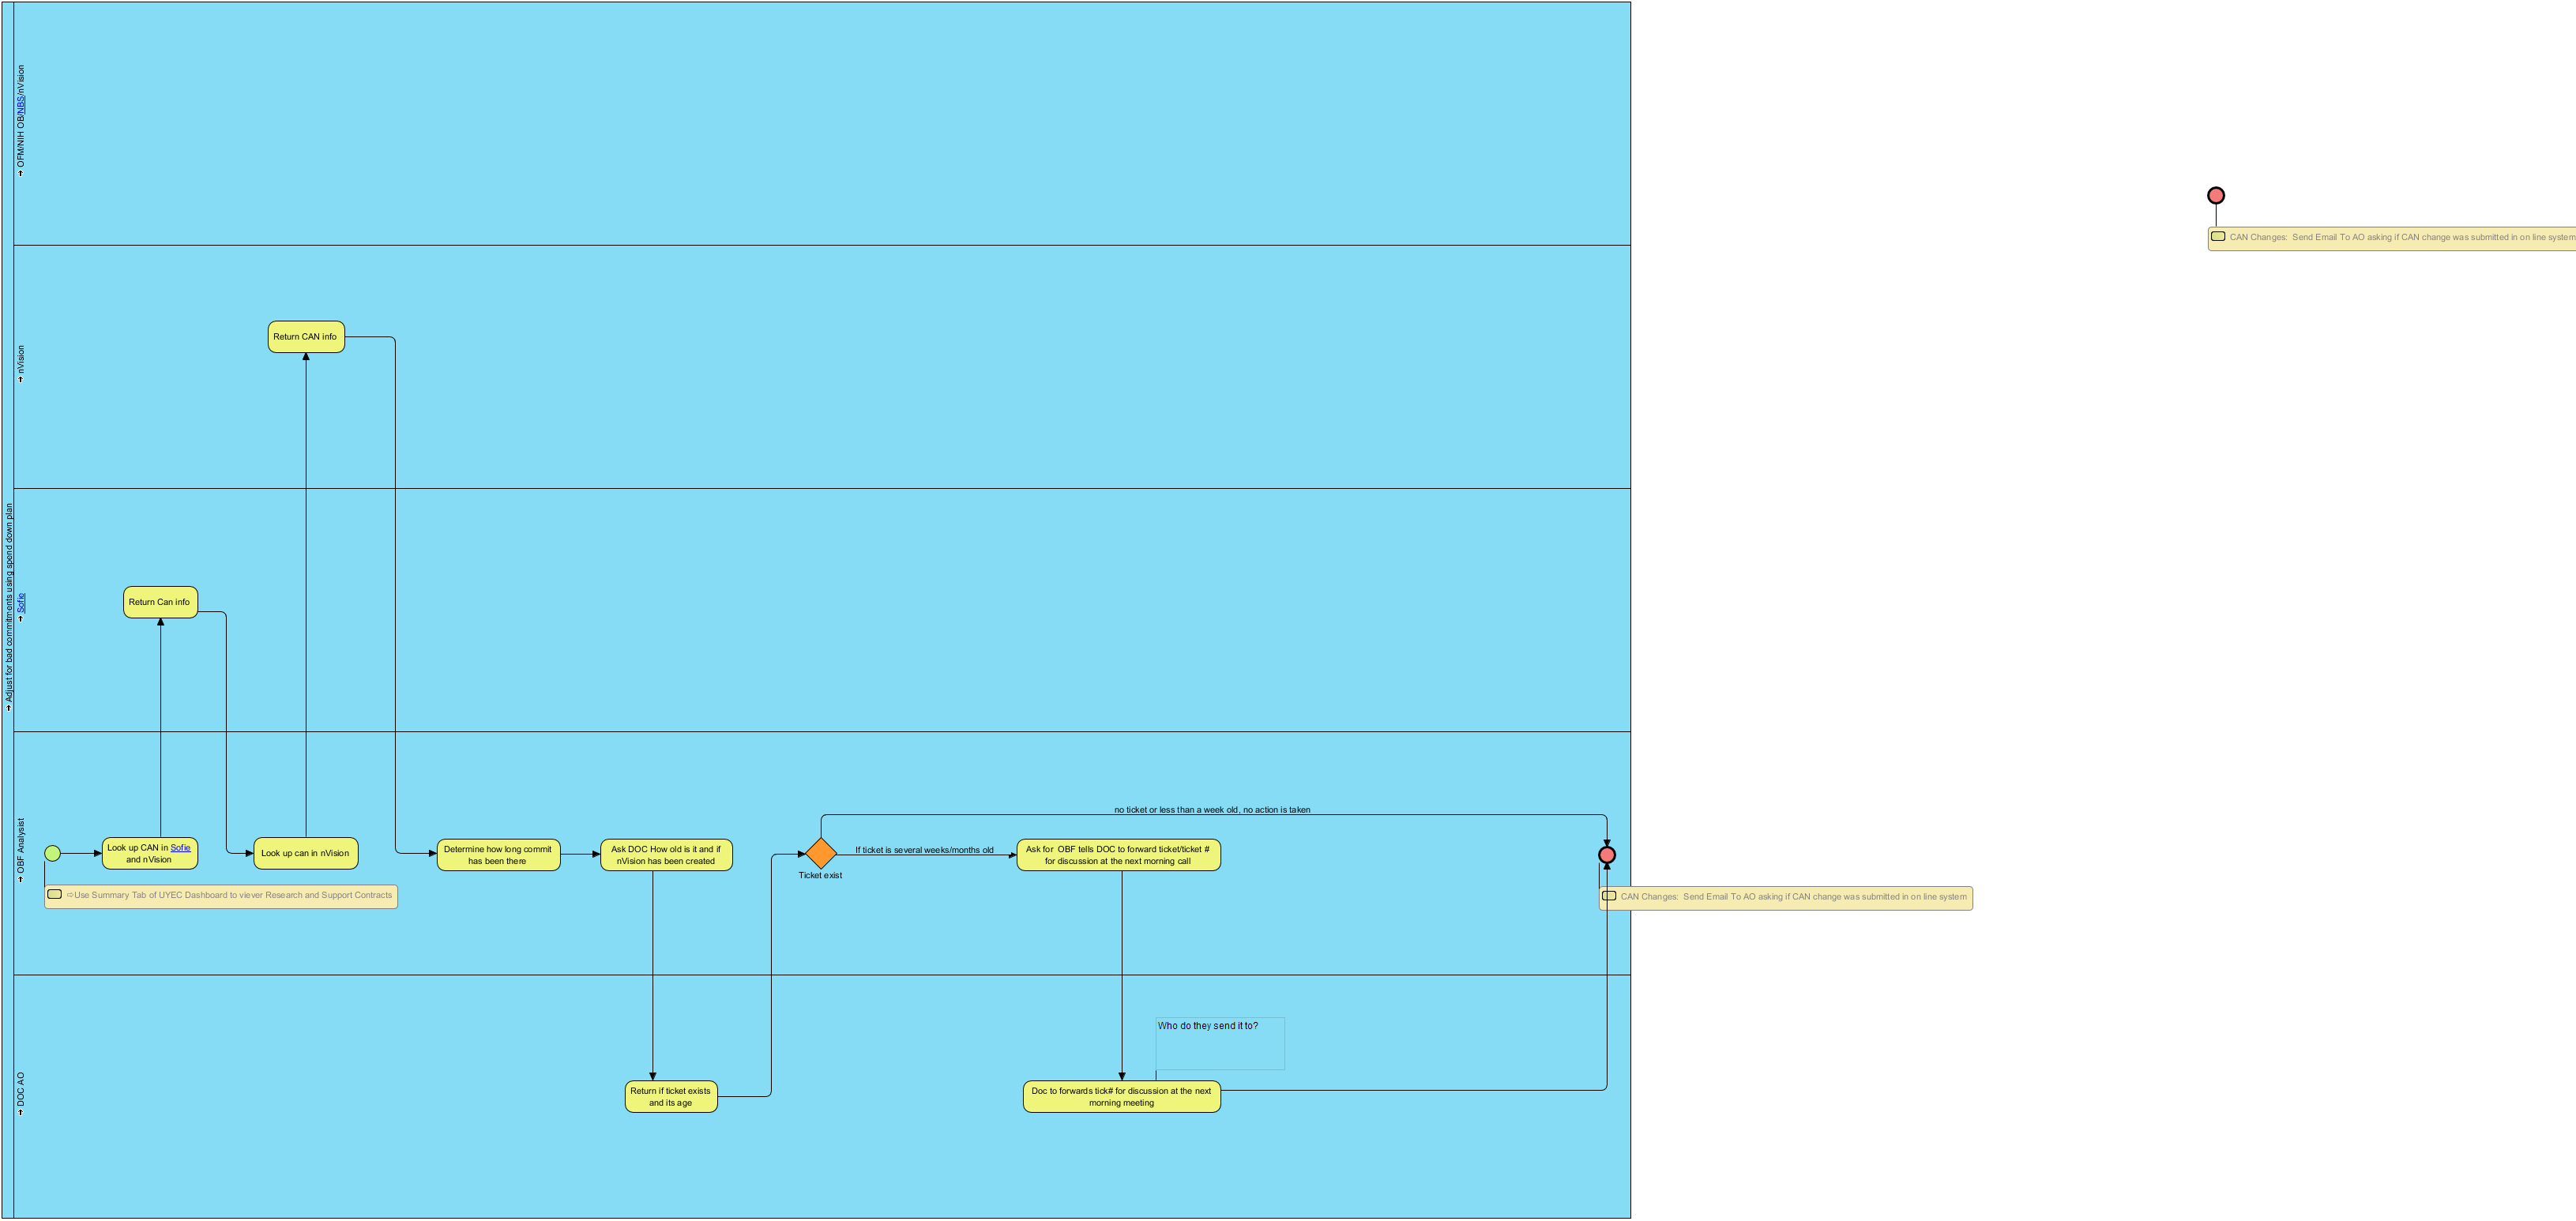 Adjust for bad commitments using spend down plan
OFM/NIH OB/NBS/nVision
CAN Changes:  Send Email To AO asking if CAN change was submitted in on line system
nVision
Return CAN info
Sofie
Return Can info
OBF Analysist
no ticket or less than a week old, no action is taken
Look up CAN in Sofie
and nVision
Look up can in nVision
Determine how long commit
has been there
Ask DOC How old is it and if
nVision has been created
If ticket is several weeks/months old
Ask for  OBF tells DOC to forward ticket/ticket #
for discussion at the next morning call
Ticket exist
⇨Use Summary Tab of UYEC Dashboard to viever Research and Support Contracts
CAN Changes:  Send Email To AO asking if CAN change was submitted in on line system
DOC AO
Who do they send it to?
Return if ticket exists
and its age
Doc to forwards tick# for discussion at the next
morning meeting